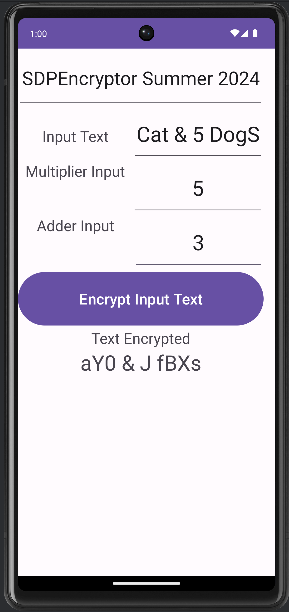 1:00
SDPEncryptor Summer 2024
Input Text Cat & 5 DogS
Multiplier Input 5
Adder Input 3
Encrypt Input Text
Text Encrypted
aY0 & J fBXs